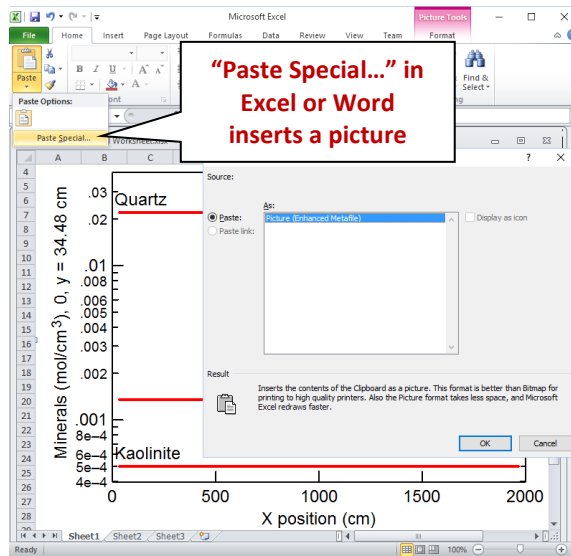 Microsoft Excel
Picture Tools
File Home Insert Page Layout Formulas Data Review View Team Format
Paste
B I U A A
A
Font
Find &
Select
Paste Options:
Paste Special...
Worksheet.xlsx
"Paste Special…" in
Excel or Word
inserts a picture
A B C
4
5
6
7
8
9
10
11
12
13
14
15
16
17
18
19
20
21
22
23
24
25
26
27
28
Minerals (mol/cm³), 0, y = 34.48 cm
.03
.02
.01
.008
.006
.005
.004
.003
.002
.001
8e–4
6e–4
5e–4
4e–4
Quartz
Kaolinite
0 500 1000 1500 2000
X position (cm)
? X
Source:
As:
Paste:
Paste link:
Picture (Enhanced Metafile)
Display as icon
Result
Inserts the contents of the Clipboard as a picture. This format is better than Bitmap for
printing to high quality printers. Also the Picture format takes less space, and Microsoft
Excel redraws faster.
OK Cancel
Sheet1 Sheet2 Sheet3
Ready
100%